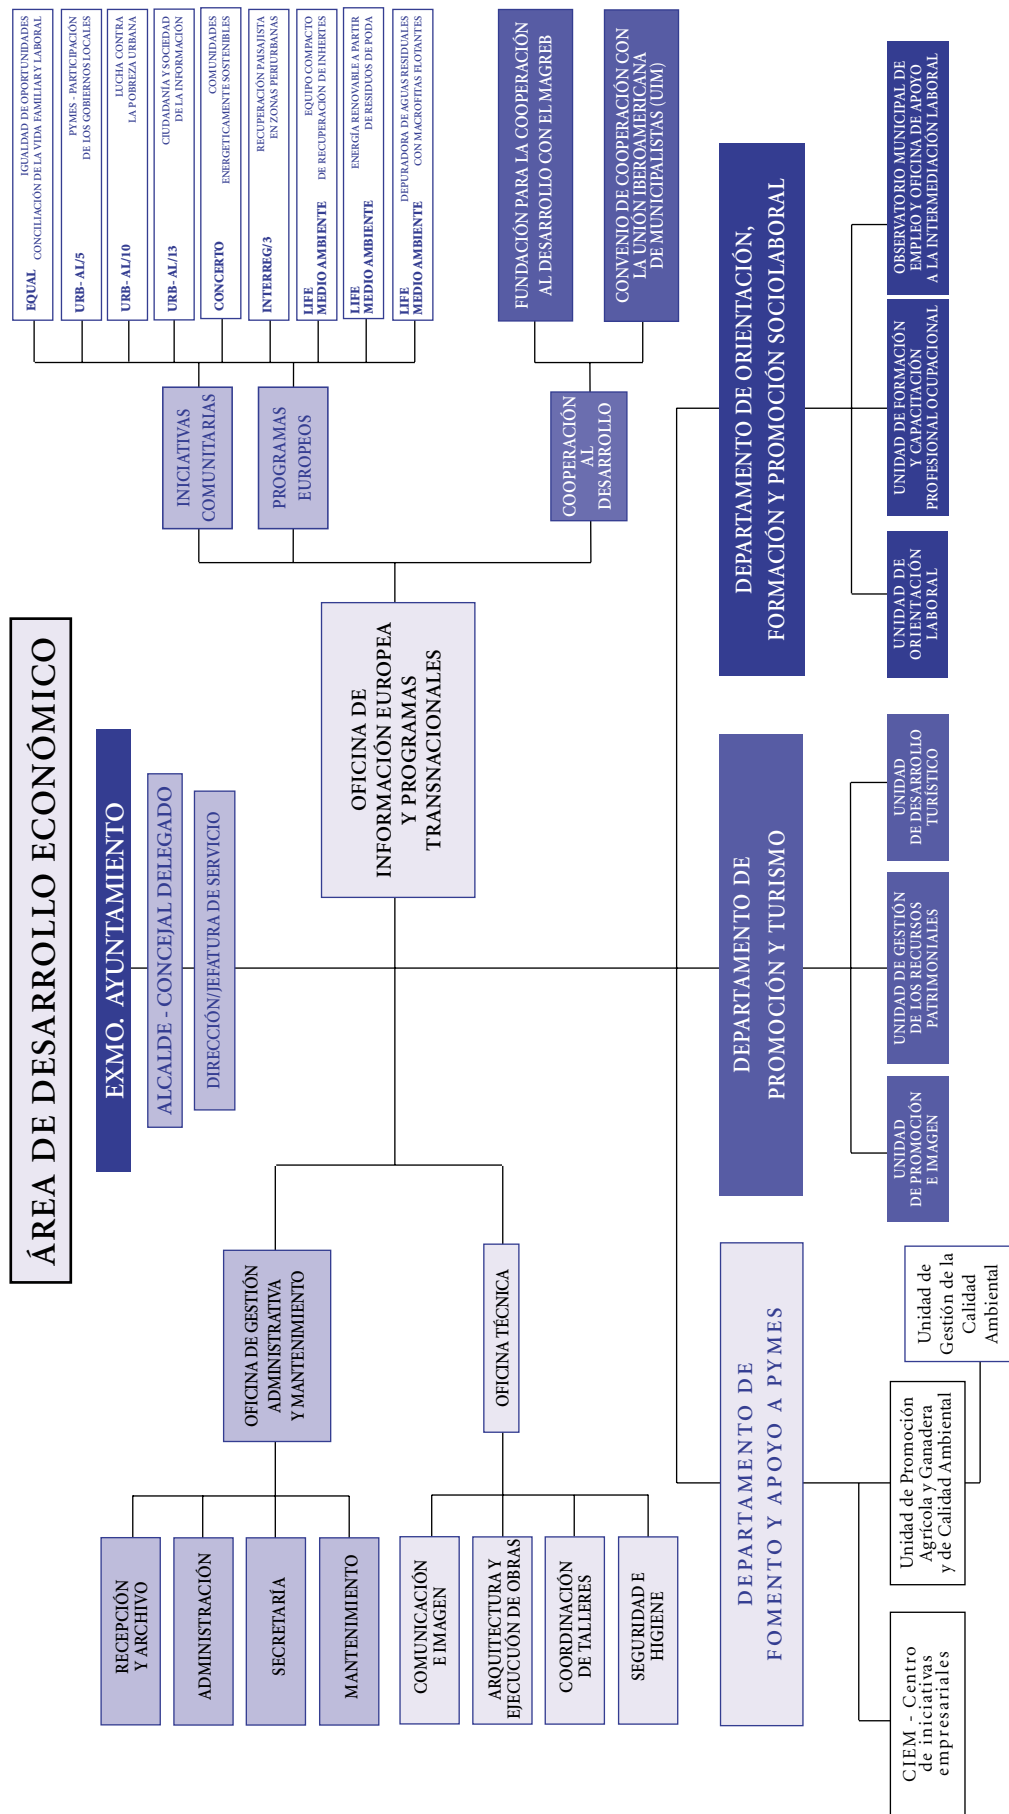 ÁREA DE DESARROLLO ECONÓMICO
EXMO. AYUNTAMIENTO
ALCALDE - CONCEJAL DELEGADO
DIRECCIÓN/JEFATURA DE SERVICIO
RECEPCIÓN
Y ARCHIVO
ADMINISTRACIÓN
SECRETARÍA
MANTENIMIENTO
OFICINA DE GESTIÓN
ADMINISTRATIVA
Y MANTENIMIENTO
COMUNICACIÓN
E IMAGEN
ARQUITECTURA Y
EJECUCUÓN DE OBRAS
COORDINACIÓN
DE TALLERES
SEGURIDAD E
HIGIENE
OFICINA TÉCNICA
OFICINA DE
INFORMACIÓN EUROPEA
Y PROGRAMAS
TRANSNACIONALES
INICIATIVAS
COMUNITARIAS
PROGRAMAS
EUROPEOS
COOPERACIÓN
AL
DESARROLLO
IGUALDAD DE OPORTUNIDADES
EQUAL CONCILIACIÓN DE LA VIDA FAMILIAR Y LABORAL
PYMES - PARTICIPACIÓN
DE LOS GOBIERNOS LOCALES
URB- AL/5
LUCHA CONTRA
LA POBREZA URBANA
URB- AL/10
CIUDADANÍA Y SOCIEDAD
DE LA INFORMACIÓN
URB- AL/13
COMUNIDADES
CONCERTO ENERGETICAMENTE SOSTENIBLES
RECUPERACIÓN PAISAJISTA
INTERREG/3 EN ZONAS PERIURBANAS
LIFE EQUIPO COMPACTO
MEDIO AMBIENTE DE RECUPERACIÓN DE INHERTES
LIFE ENERGÍA RENOVABLE A PARTIR
MEDIO AMBIENTE DE RESIDUOS DE PODA
LIFE DEPURADORA DE AGUAS RESIDUALES
MEDIO AMBIENTE CON MACROFITAS FLOTANTES
FUNDACIÓN PARA LA COOPERACIÓN
AL DESARROLLO CON EL MAGREB
CONVENIO DE COOPERACIÓN CON
LA UNIÓN IBEROAMERICANA
DE MUNICIPALISTAS (UIM)
DEPARTAMENTO DE
FOMENTO Y APOYO A PYMES
CIEM - Centro
de iniciativas
empresariales
Unidad de Promoción
Agrícola y Ganadera
y de Calidad Ambiental
Unidad de
Gestión de la
Calidad
Ambiental
DEPARTAMENTO DE
PROMOCIÓN Y TURISMO
UNIDAD
DE PROMOCIÓN
E IMAGEN
UNIDAD DE GESTIÓN
DE LOS RECURSOS
PATRIMONIALES
UNIDAD
DE DESARROLLO
TURÍSTICO
DEPARTAMENTO DE ORIENTACIÓN,
FORMACIÓN Y PROMOCIÓN SOCIOLABORAL
UNIDAD DE
ORIENTACIÓN
LABORAL
UNIDAD DE FORMACIÓN
Y CAPACITACIÓN
PROFESIONAL OCUPACIONAL
OBSERVATORIO MUNICIPAL DE
EMPLEO Y OFICINA DE APOYO
A LA INTERMEDIACIÓN LABORAL